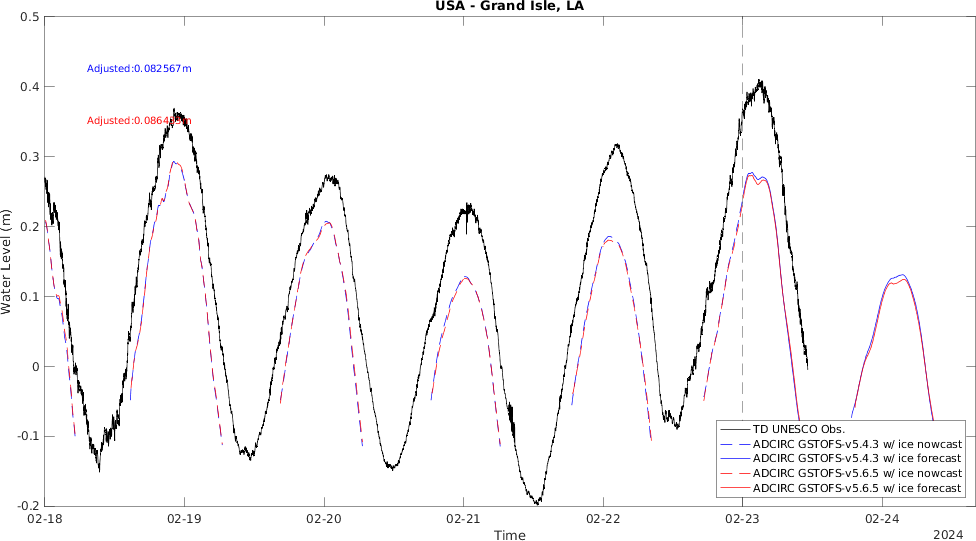 USA - Grand Isle, LA
0.5
0.4
0.3
0.2
0.1
0
-0.1
-0.2
Water Level (m)
Adjusted:0.082567m
TD UNESCO Obs.
ADCIRC GSTOFS-v5.4.3 w/ ice nowcast
ADCIRC GSTOFS-v5.4.3 w/ ice forecast
ADCIRC GSTOFS-v5.6.5 w/ ice nowcast
ADCIRC GSTOFS-v5.6.5 w/ ice forecast
02-18 02-19 02-20 02-21 02-22 02-23 02-24
Time
2024